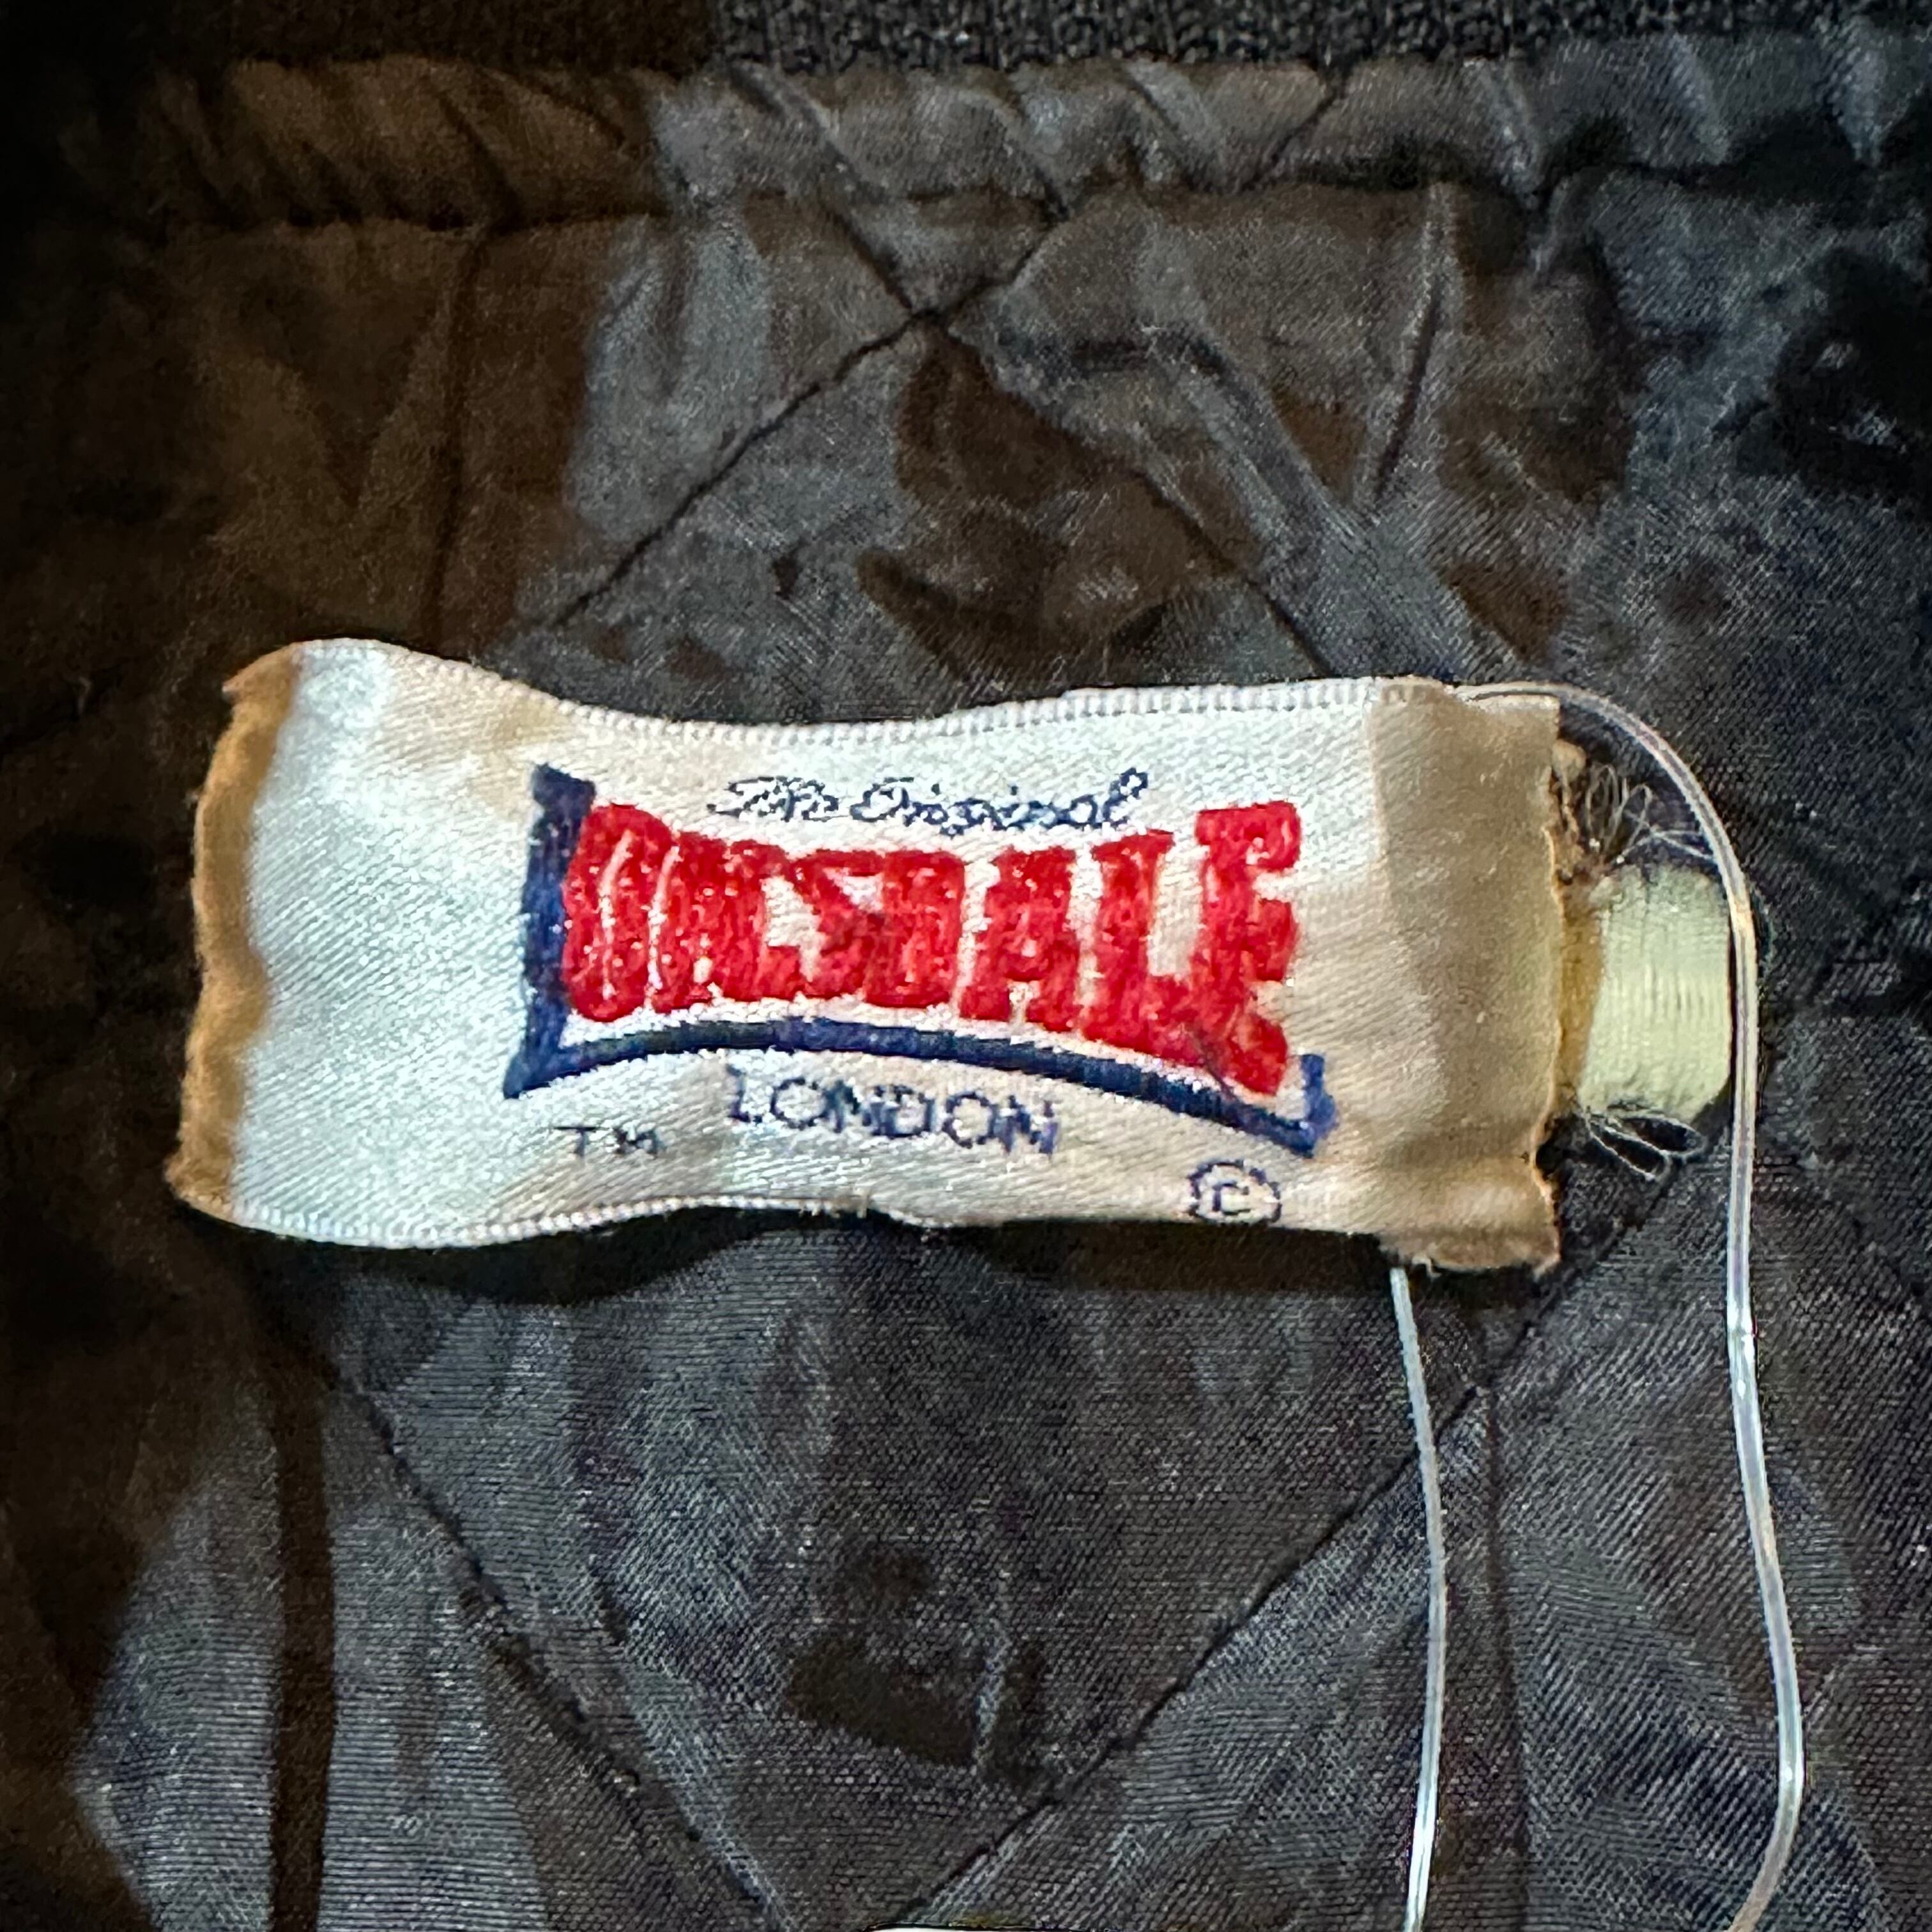 The Original
LONSDALE
LONDON
TM
©